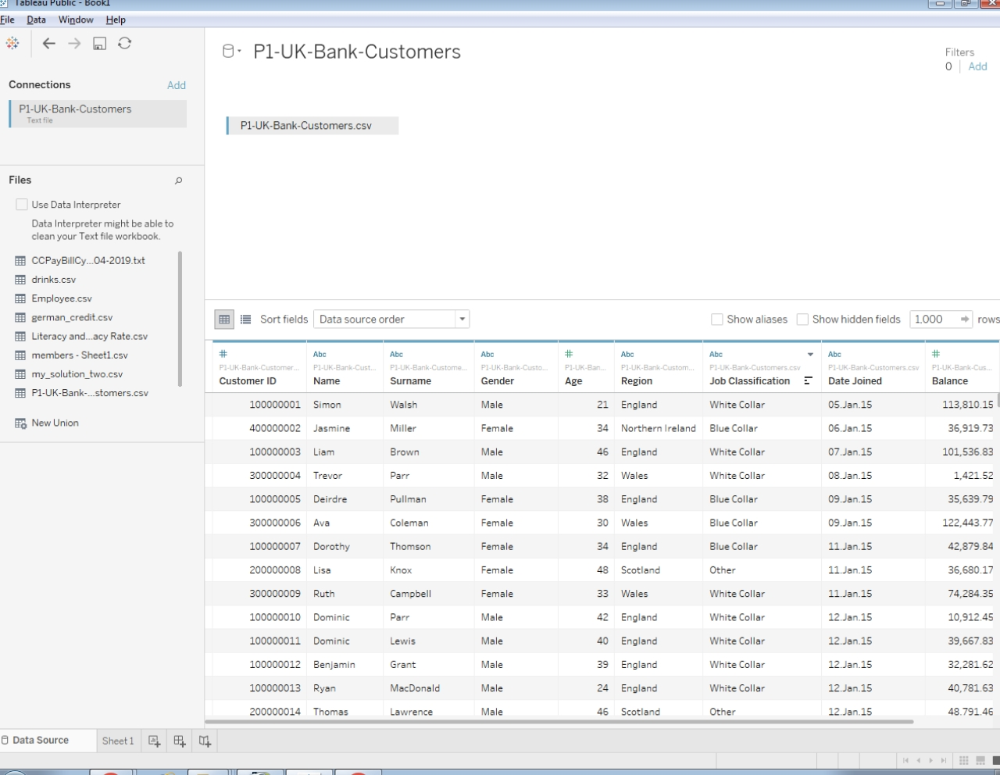 Tableau Public - Book1
File Data Window Help
P1-UK-Bank-Customers
Filters
0 Add
Connections Add
P1-UK-Bank-Customers
Text file
P1-UK-Bank-Customers.csv
Files
Use Data Interpreter
Data Interpreter might be able to
clean your Text file workbook.
CCPayBillCy...04-2019.txt
drinks.csv
Employee.csv
german_credit.csv
Literacy and...acy Rate.csv
members - Sheet1.csv
my_solution_two.csv
P1-UK-Bank-...stomers.csv
New Union
Sort fields Data source order Show aliases Show hidden fields 1,000 rows
# Abc Abc Abc # Abc Abc Abc #
P1-UK-Bank-Customer... P1-UK-Bank-Cust... P1-UK-Bank-Custome... P1-UK-Bank-Custo... P1-UK-Ban... P1-UK-Bank-Custom... P1-UK-Bank-Customers.csv P1-UK-Bank-Customers.csv P1-UK-Bank-Cus...
Customer ID Name Surname Gender Age Region Job Classification Date Joined Balance
100000001 Simon Walsh Male 21 England White Collar 05.Jan.15 113,810.15
400000002 Jasmine Miller Female 34 Northern Ireland Blue Collar 06.Jan.15 36,919.73
100000003 Liam Brown Male 46 England White Collar 07.Jan.15 101,536.83
300000004 Trevor Parr Male 32 Wales White Collar 08.Jan.15 1,421.52
100000005 Deirdre Pullman Female 38 England Blue Collar 09.Jan.15 35,639.79
300000006 Ava Coleman Female 30 Wales Blue Collar 09.Jan.15 122,443.77
100000007 Dorothy Thomson Female 34 England Blue Collar 11.Jan.15 42,879.84
200000008 Lisa Knox Female 48 Scotland Other 11.Jan.15 36,680.17
300000009 Ruth Campbell Female 33 Wales White Collar 11.Jan.15 74,284.35
100000010 Dominic Parr Male 42 England White Collar 12.Jan.15 10,912.45
100000011 Dominic Lewis Male 40 England White Collar 12.Jan.15 39,667.83
100000012 Benjamin Grant Male 39 England White Collar 12.Jan.15 32,281.62
100000013 Ryan MacDonald Male 24 England White Collar 12.Jan.15 40,781.63
200000014 Thomas Lawrence Male 46 Scotland Other 12.Jan.15 48,791.46
Data Source Sheet 1